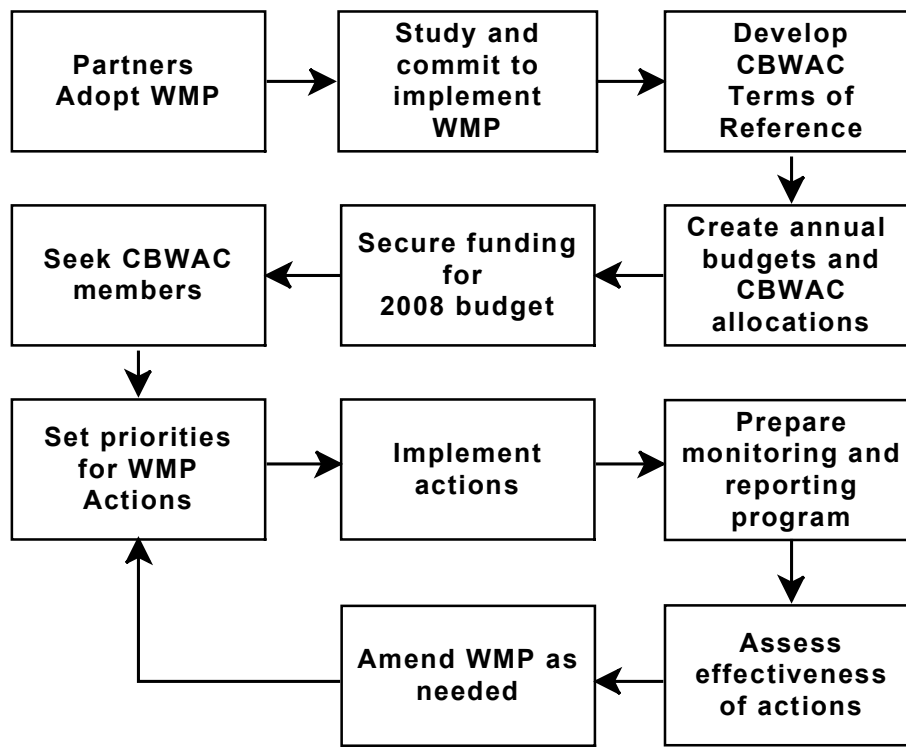 Partners
Adopt WMP
Study and
commit to
implement
WMP
Develop
CBWAC
Terms of
Reference
Create annual
budgets and
CBWAC
allocations
Secure funding
for
2008 budget
Seek CBWAC
members
Set priorities
for WMP
Actions
Implement
actions
Prepare
monitoring and
reporting
program
Assess
effectiveness
of actions
Amend WMP as
needed